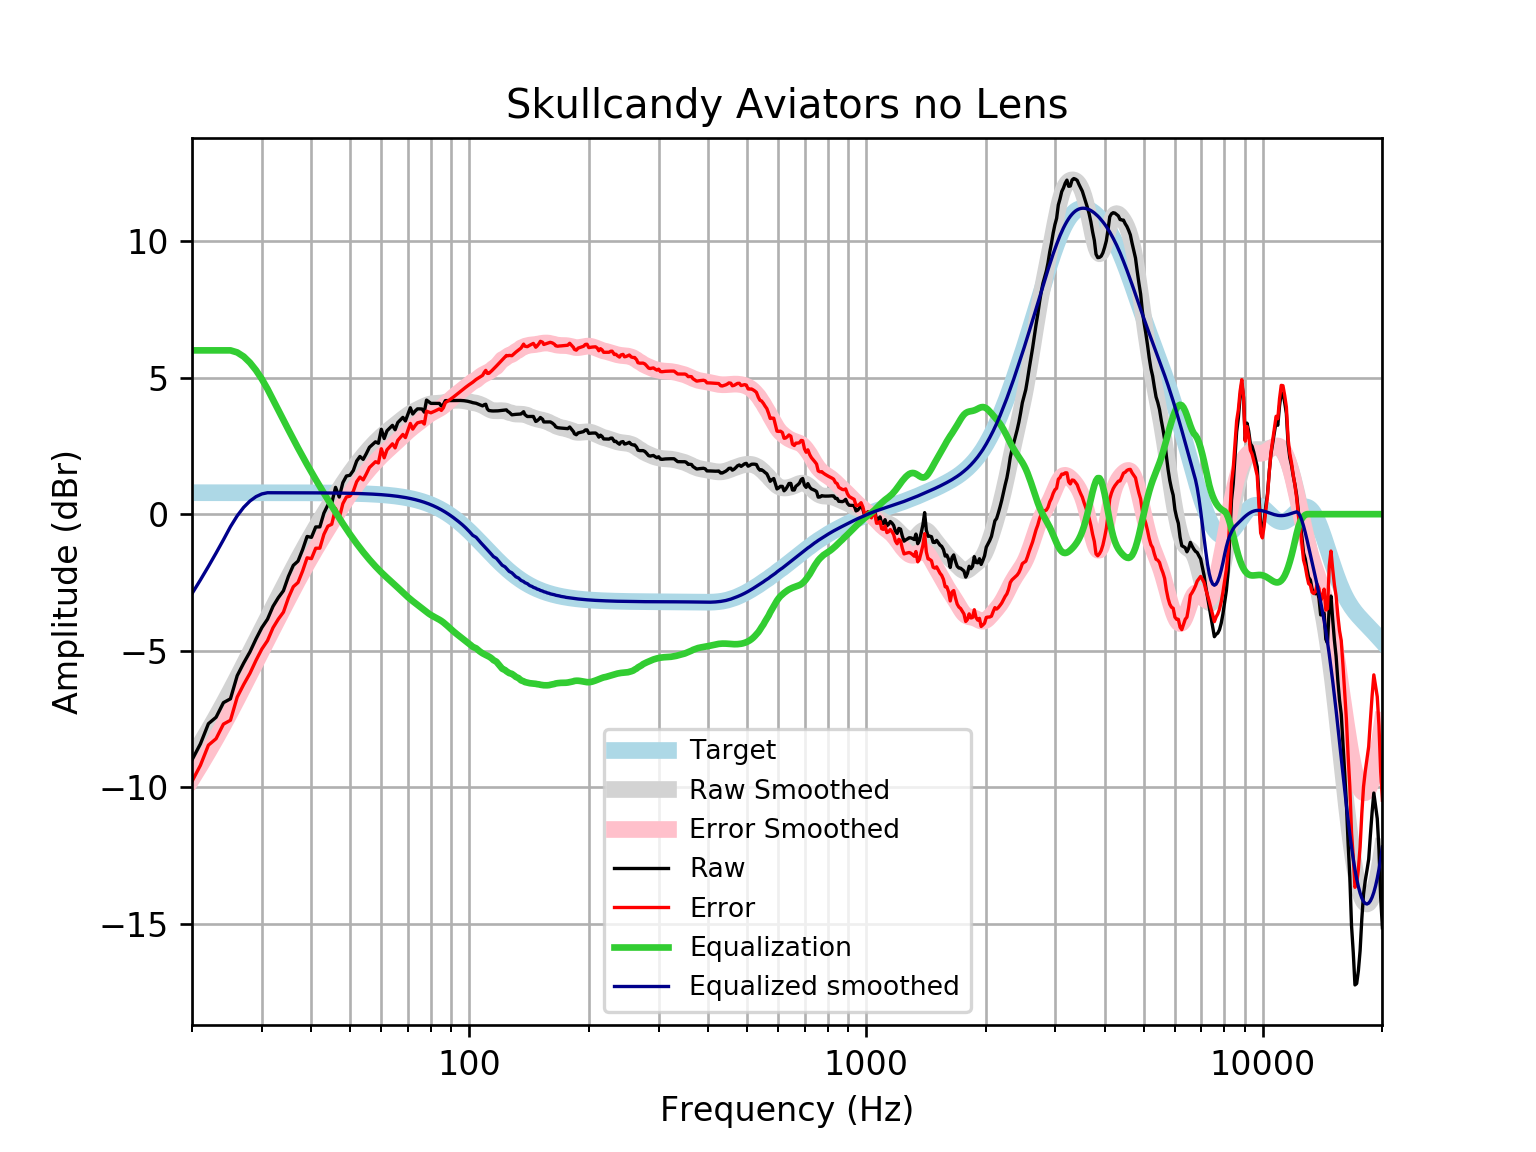 Skullcandy Aviators no Lens
Amplitude (dBr)
10
5
0
−5
−10
−15
Target
Raw Smoothed
Error Smoothed
Raw
Error
Equalization
Equalized smoothed
100 1000 10000
Frequency (Hz)